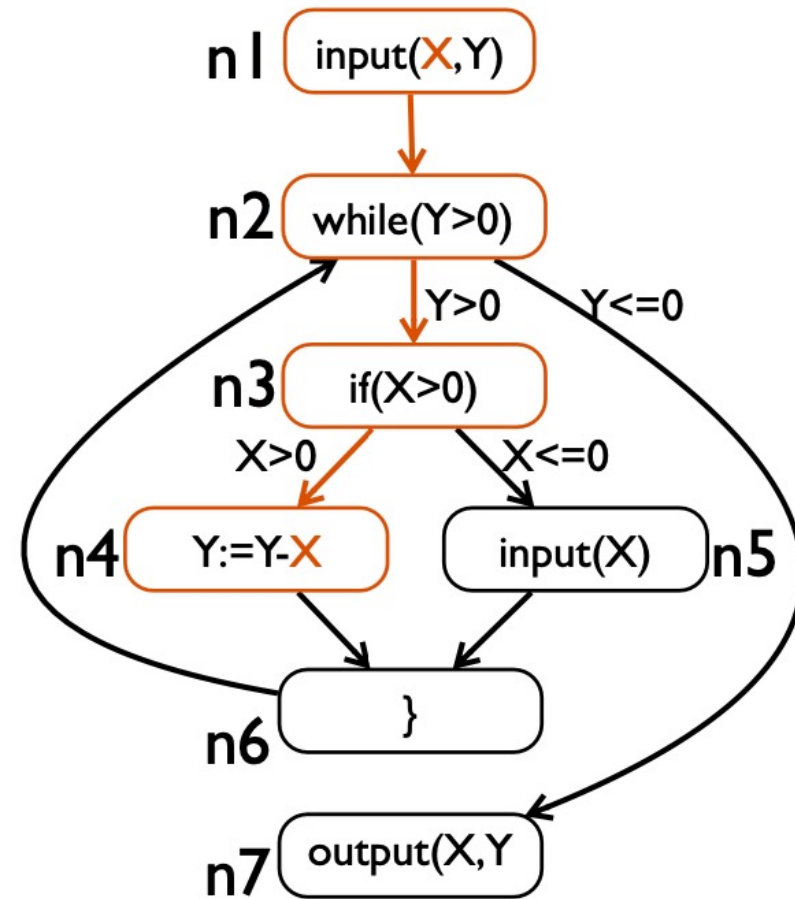 n1 input(X,Y)
n2 while(Y>0)
Y>0 Y<=0
n3 if(X>0)
X>0 X<=0
n4 Y:=Y-X input(X) n5
}
n6
output(X,Y
n7